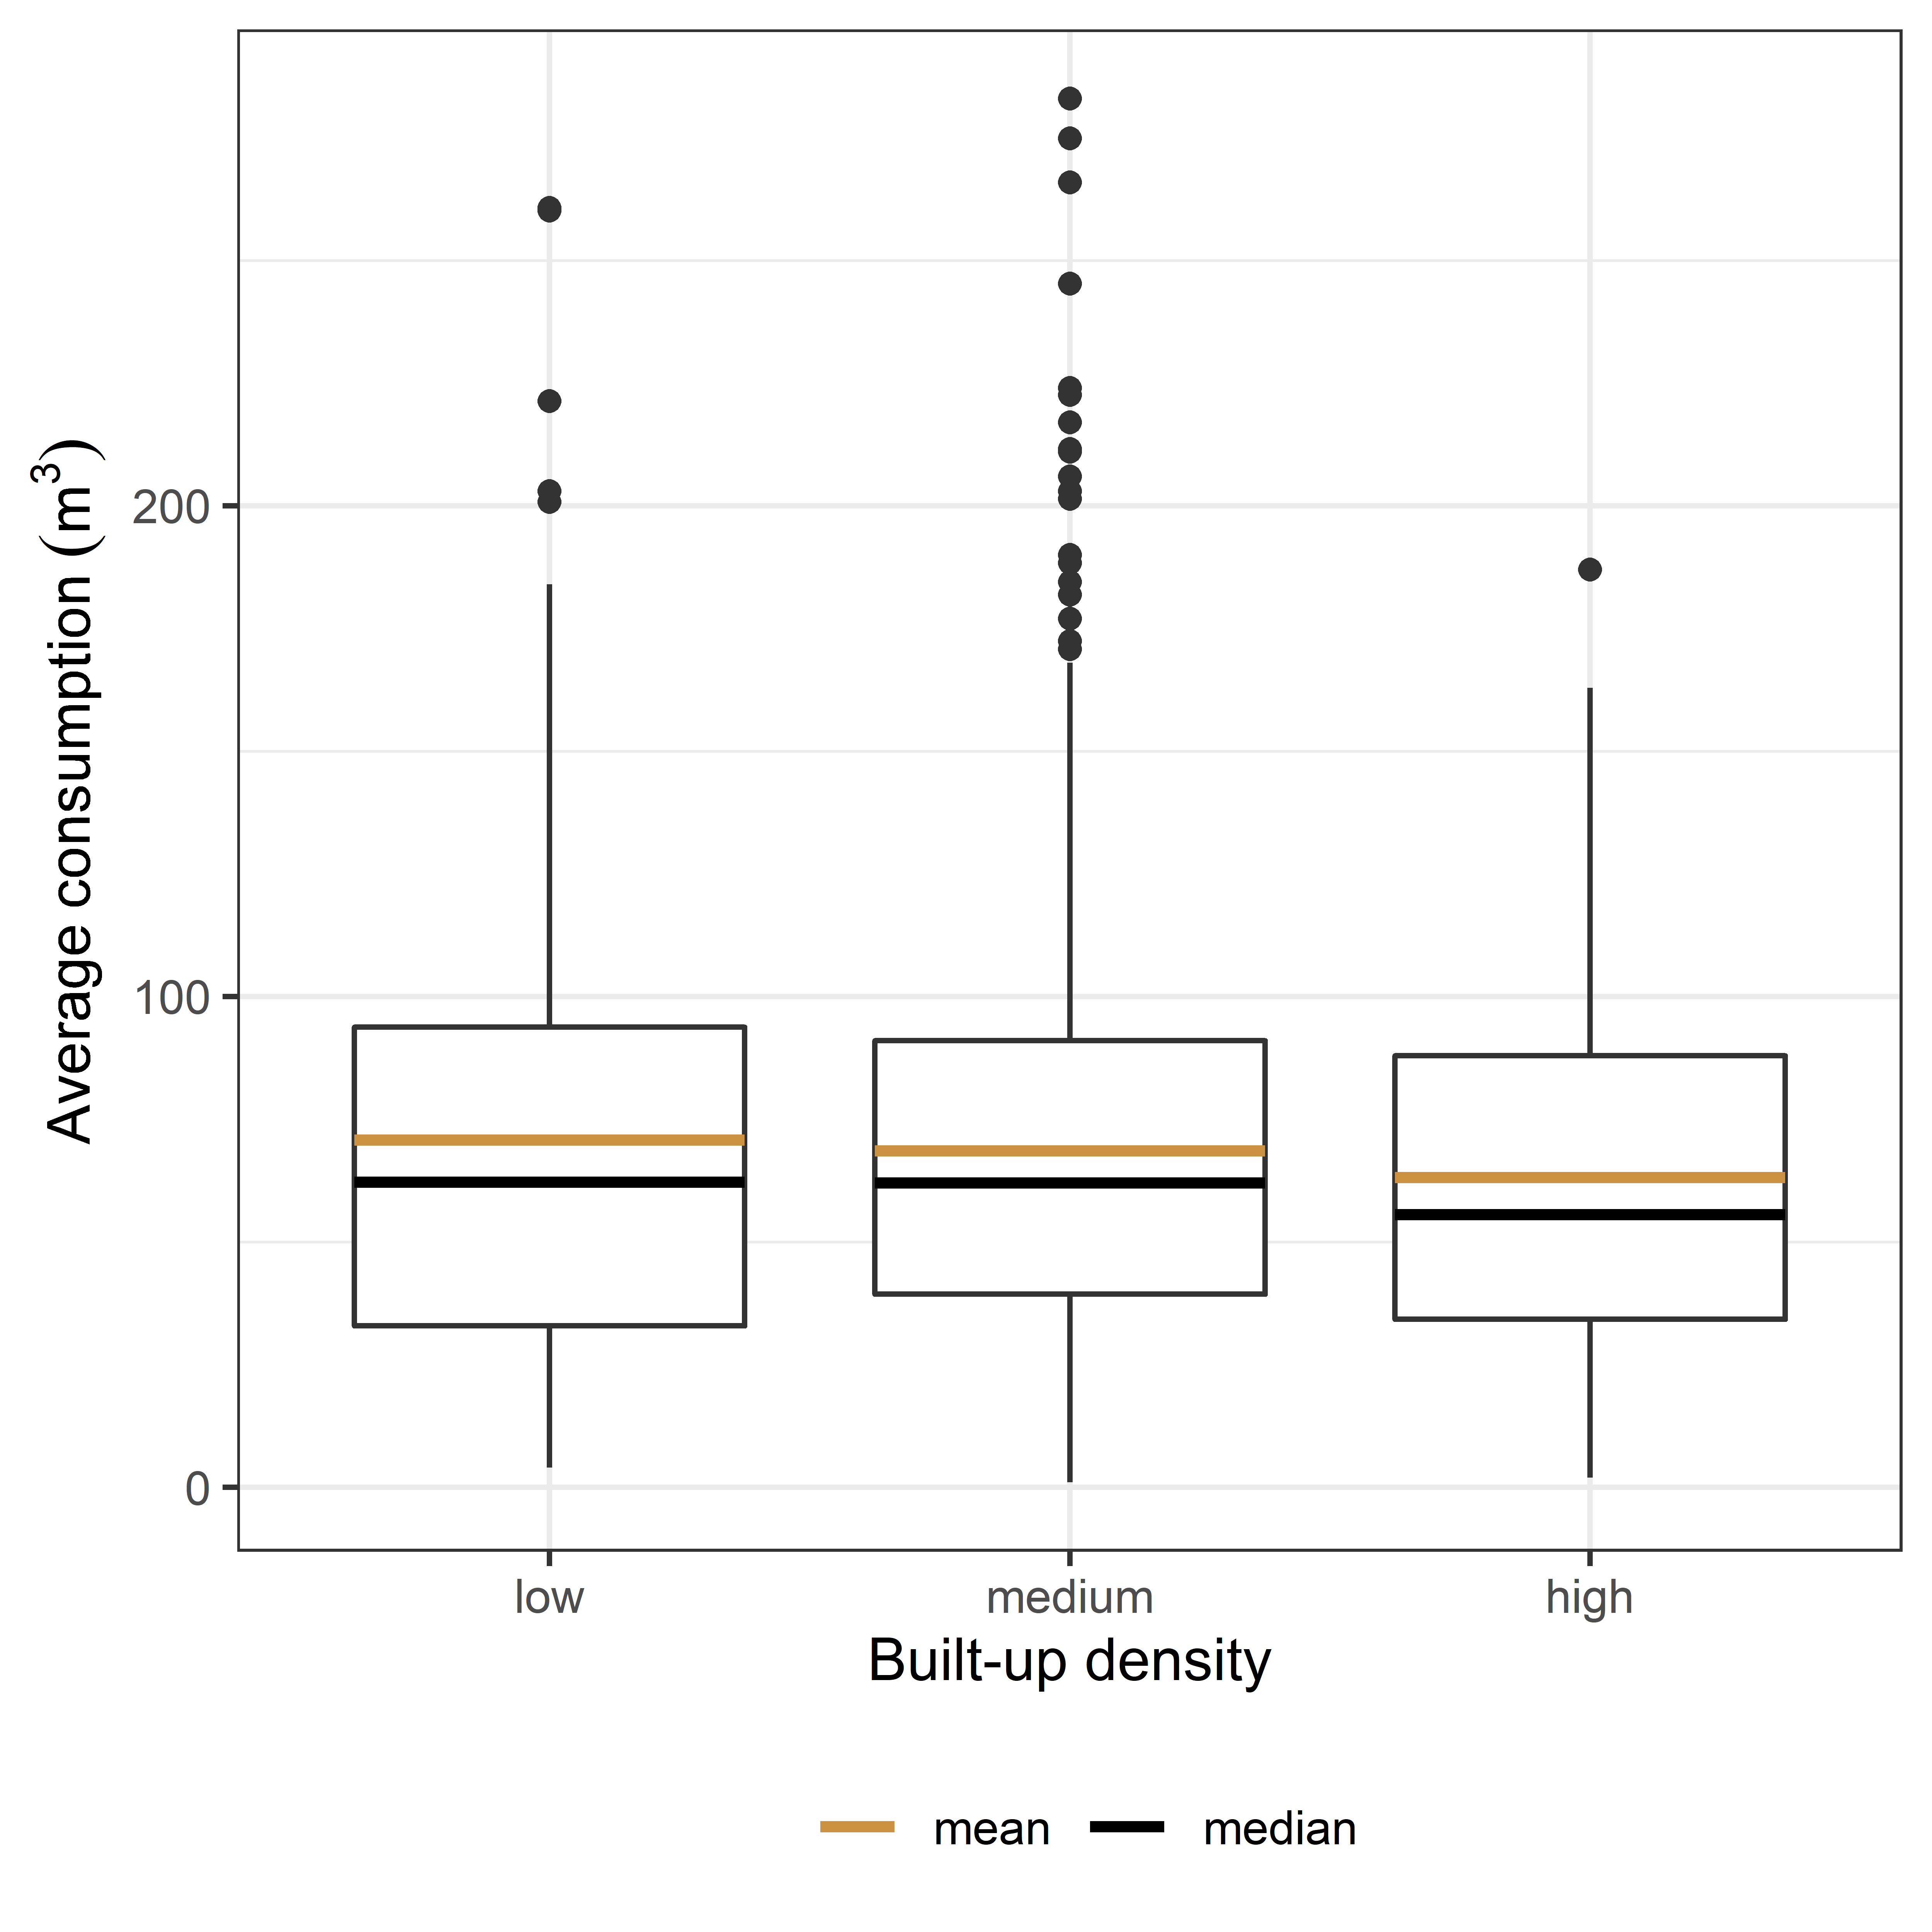 Average consumption (m³)
200
100
0
low medium high
Built-up density
mean median